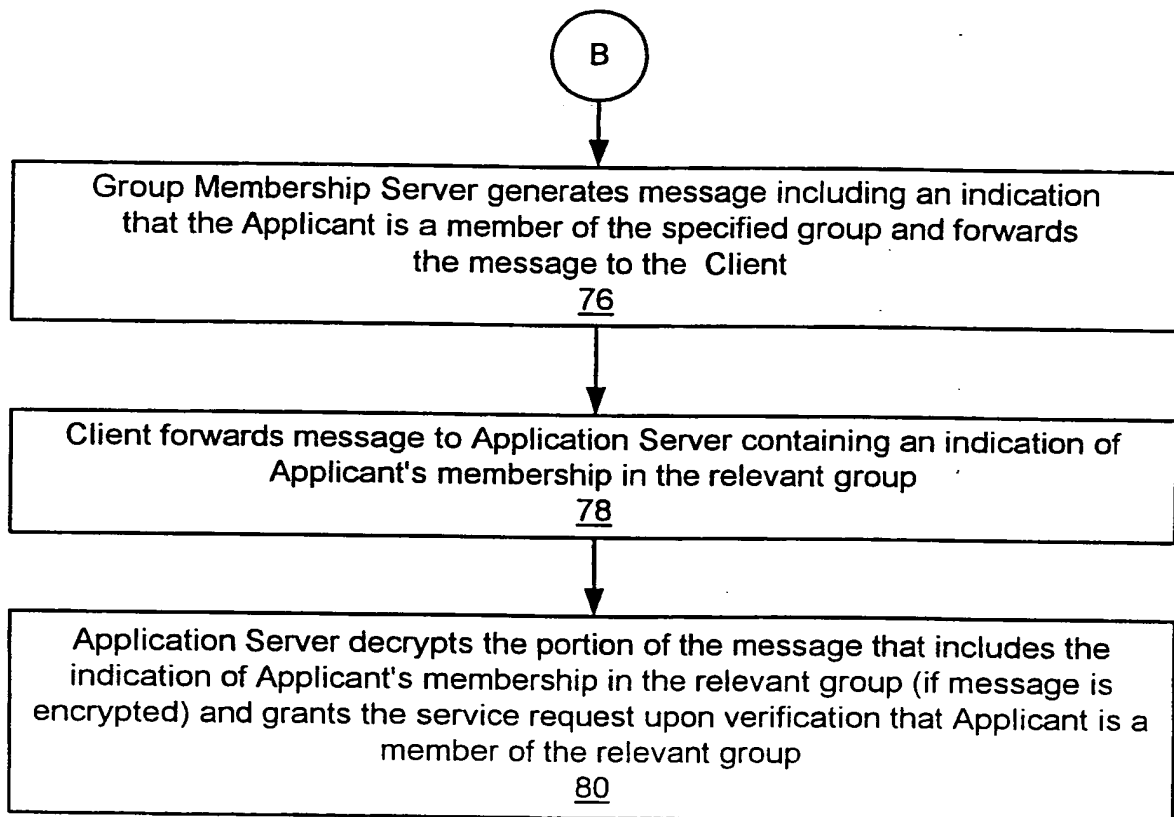 B
Group Membership Server generates message including an indication
that the Applicant is a member of the specified group and forwards
the message to the Client
76
Client forwards message to Application Server containing an indication of
Applicant's membership in the relevant group
78
Application Server decrypts the portion of the message that includes the
indication of Applicant's membership in the relevant group (if message is
encrypted) and grants the service request upon verification that Applicant is a
member of the relevant group
80